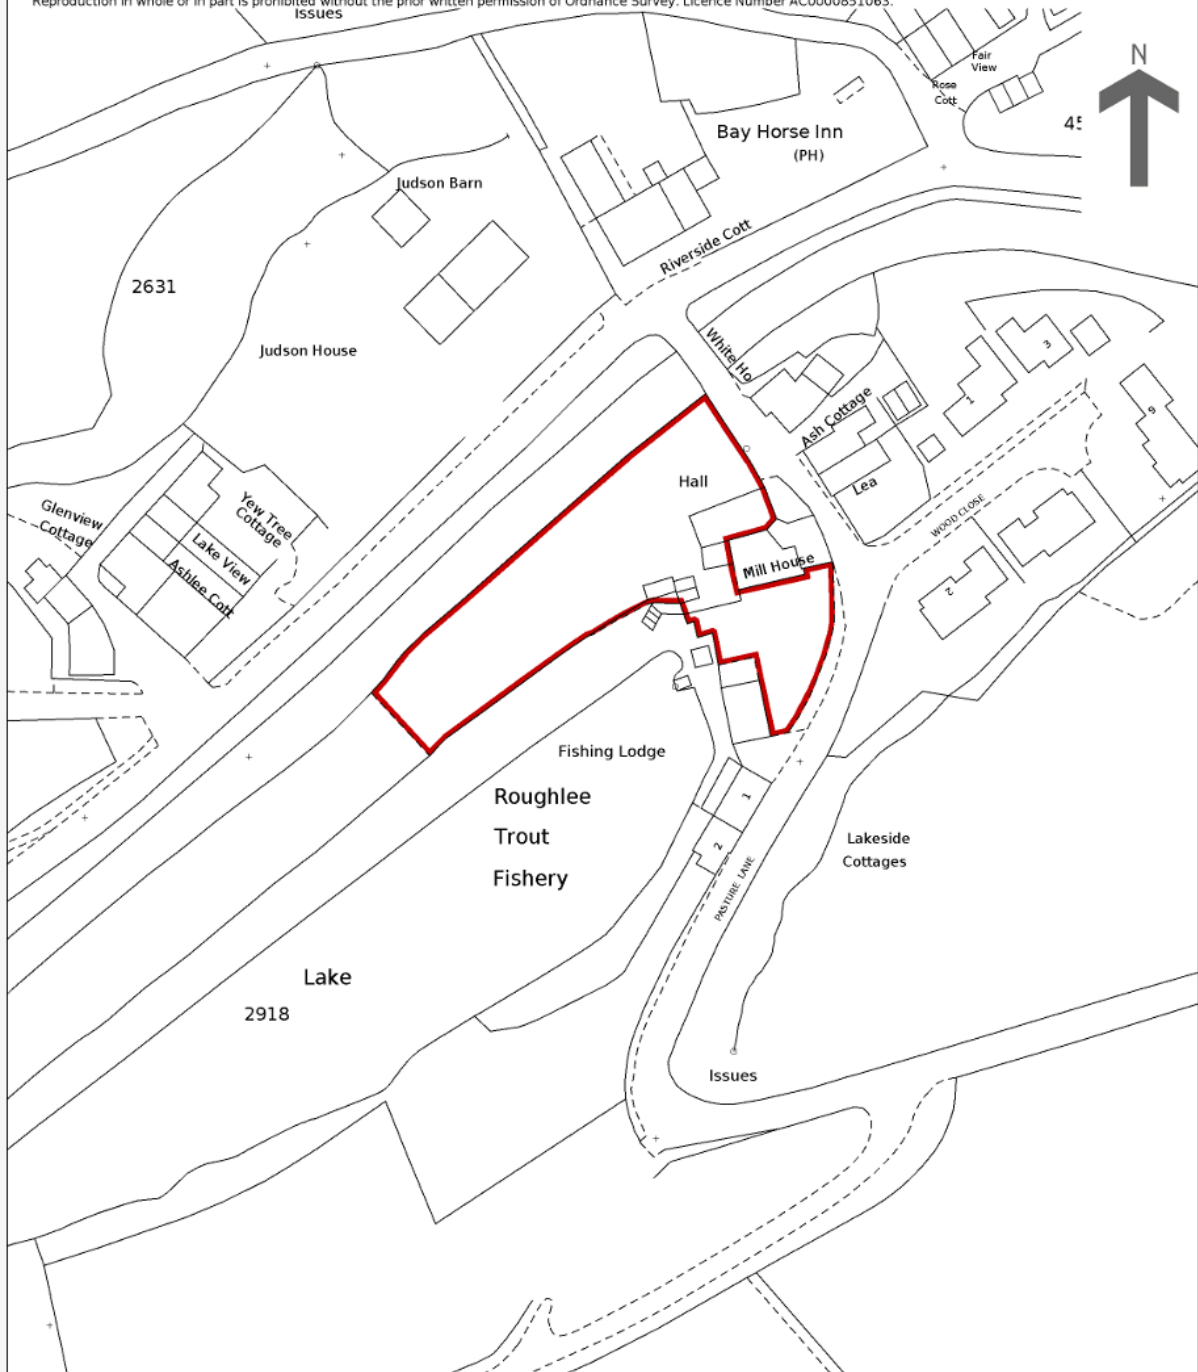 Reproduction in whole or in part is prohibited without the prior written permission of Ordnance Survey. Licence Number AC0000851063.
Issues
Fair
View
Rose
Cott
N
45
Bay Horse Inn
(PH)
Judson Barn
Riverside Cott
2631
Judson House
White Ho
3
1
Ash Cottage
9
Hall
Lea
Glenview
Cottage
Yew Tree
Cottage
Lake View
Ashlee Cott
WOOD CLOSE
Mill House
2
Fishing Lodge
Roughlee
Trout
Fishery
1
2
Lakeside
Cottages
PASTURE LANE
Lake
2918
Issues